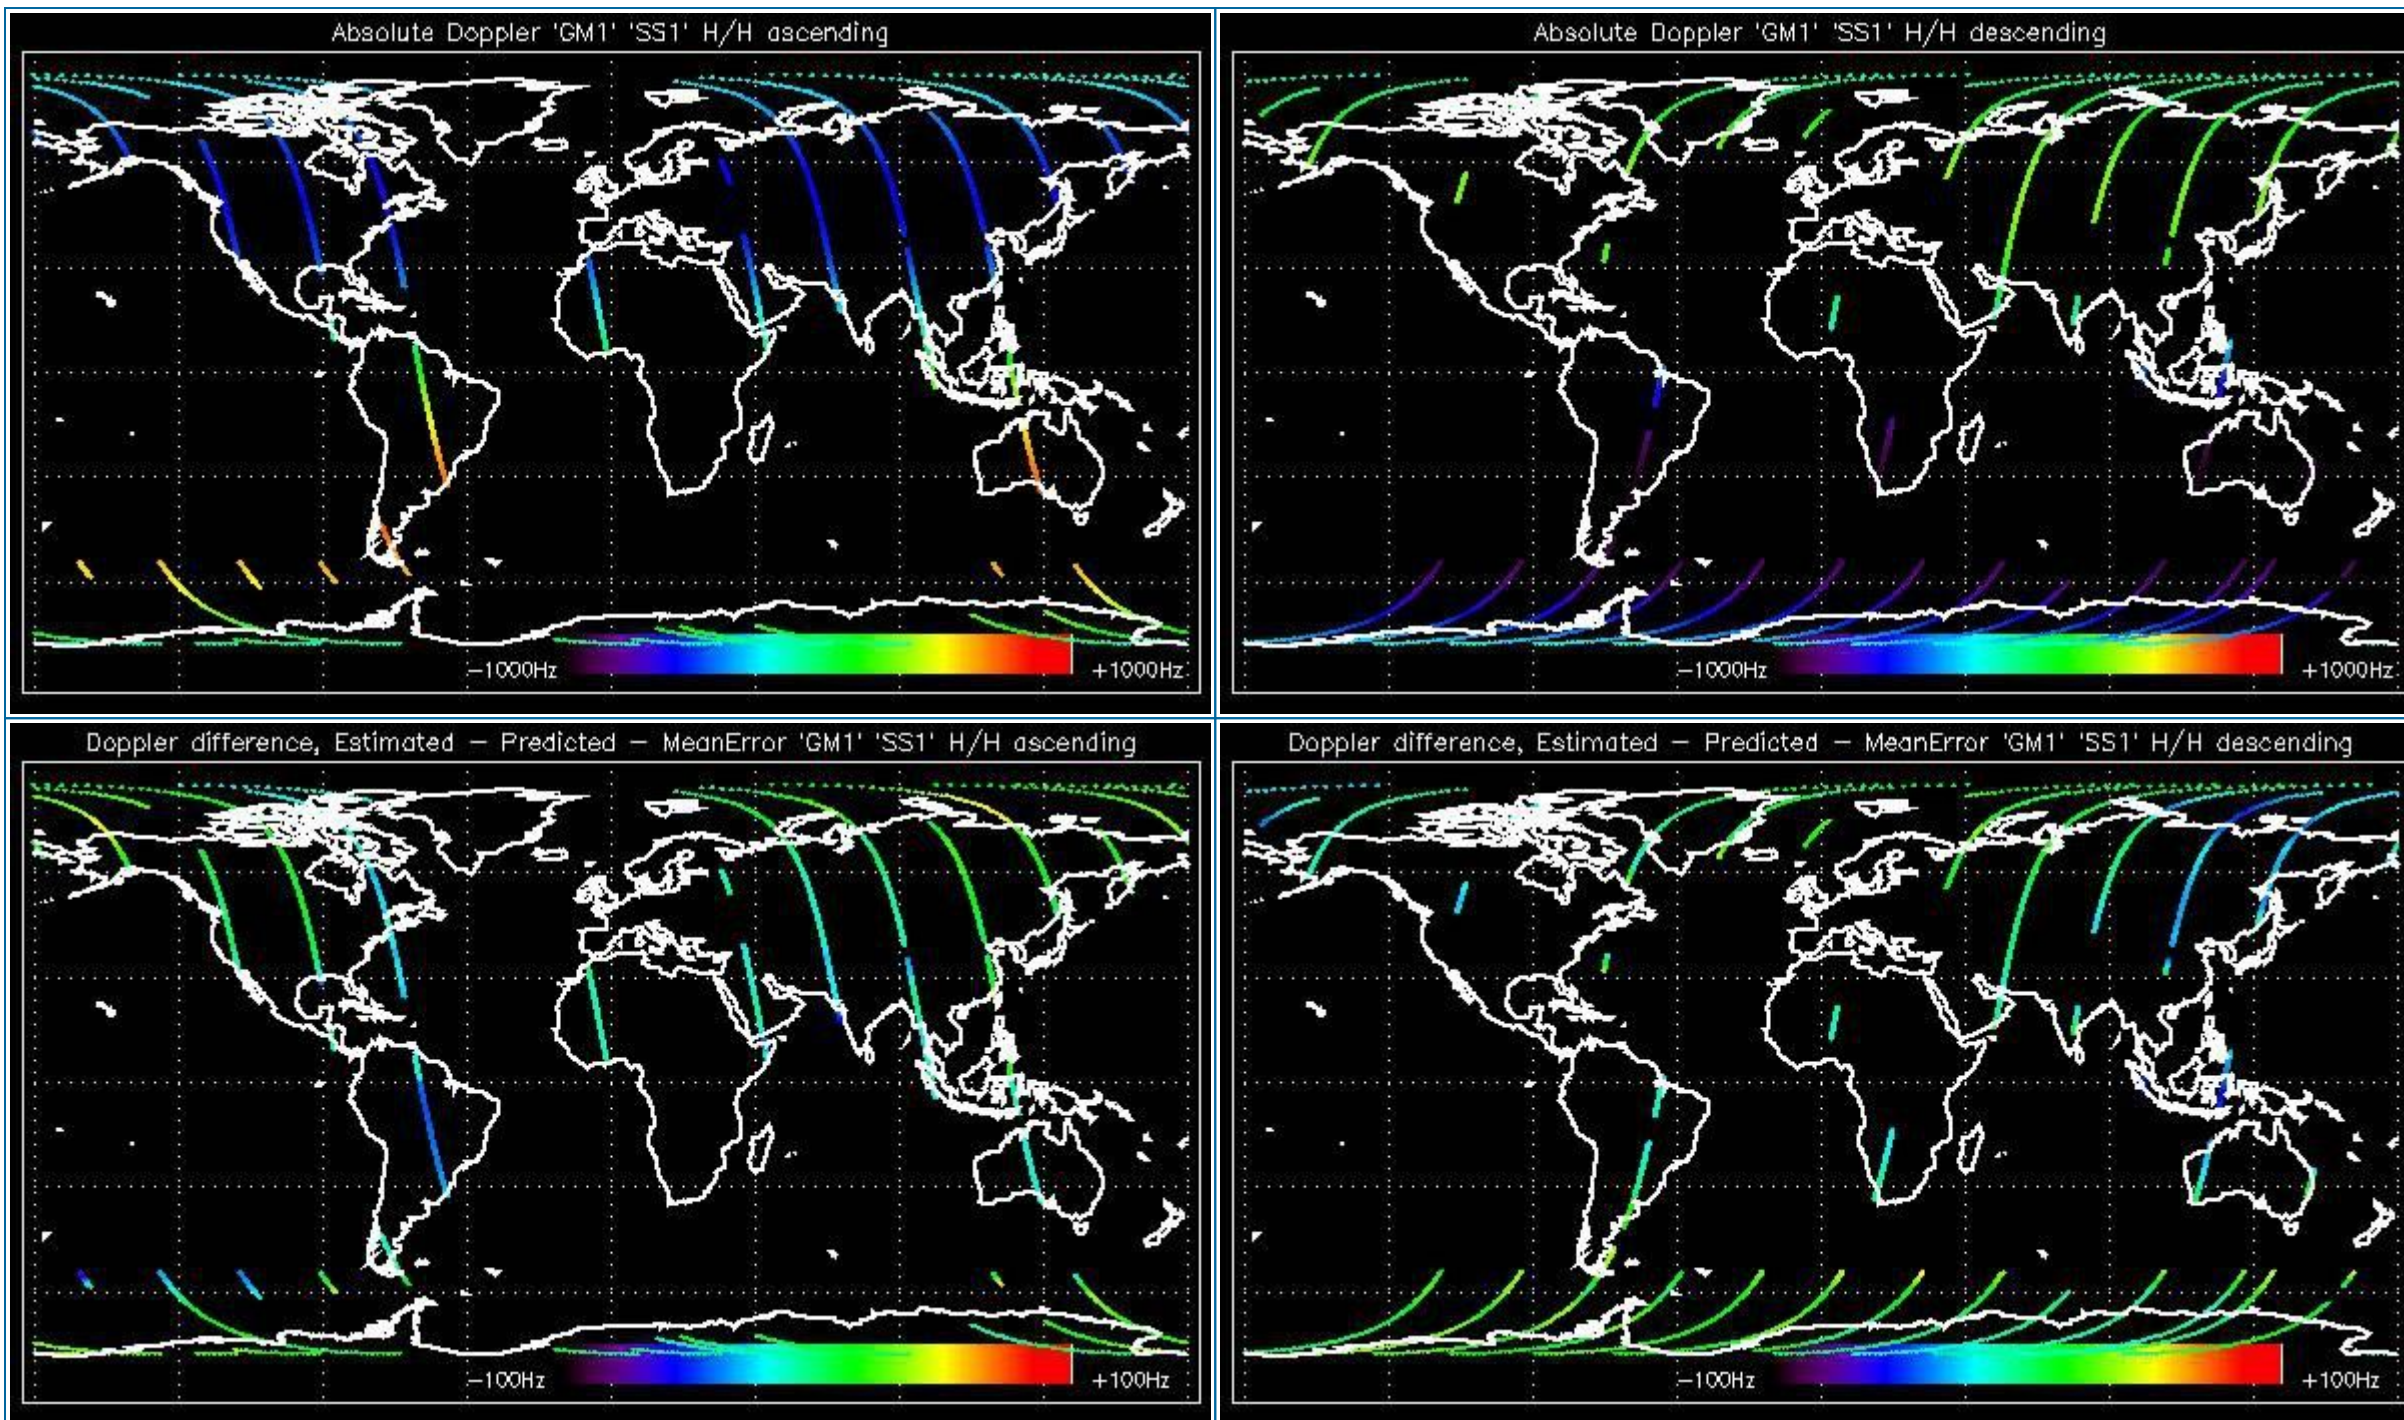 Absolute Doppler 'GM1' 'SS1' H/H ascending
-1000Hz
+1000Hz
Absolute Doppler 'GM1' 'SS1' H/H descending
-1000Hz
+1000Hz
Doppler difference, Estimated - Predicted - MeanError 'GM1' 'SS1' H/H ascending
-100Hz
+100Hz
Doppler difference, Estimated - Predicted - MeanError 'GM1' 'SS1' H/H descending
-100Hz
+100Hz